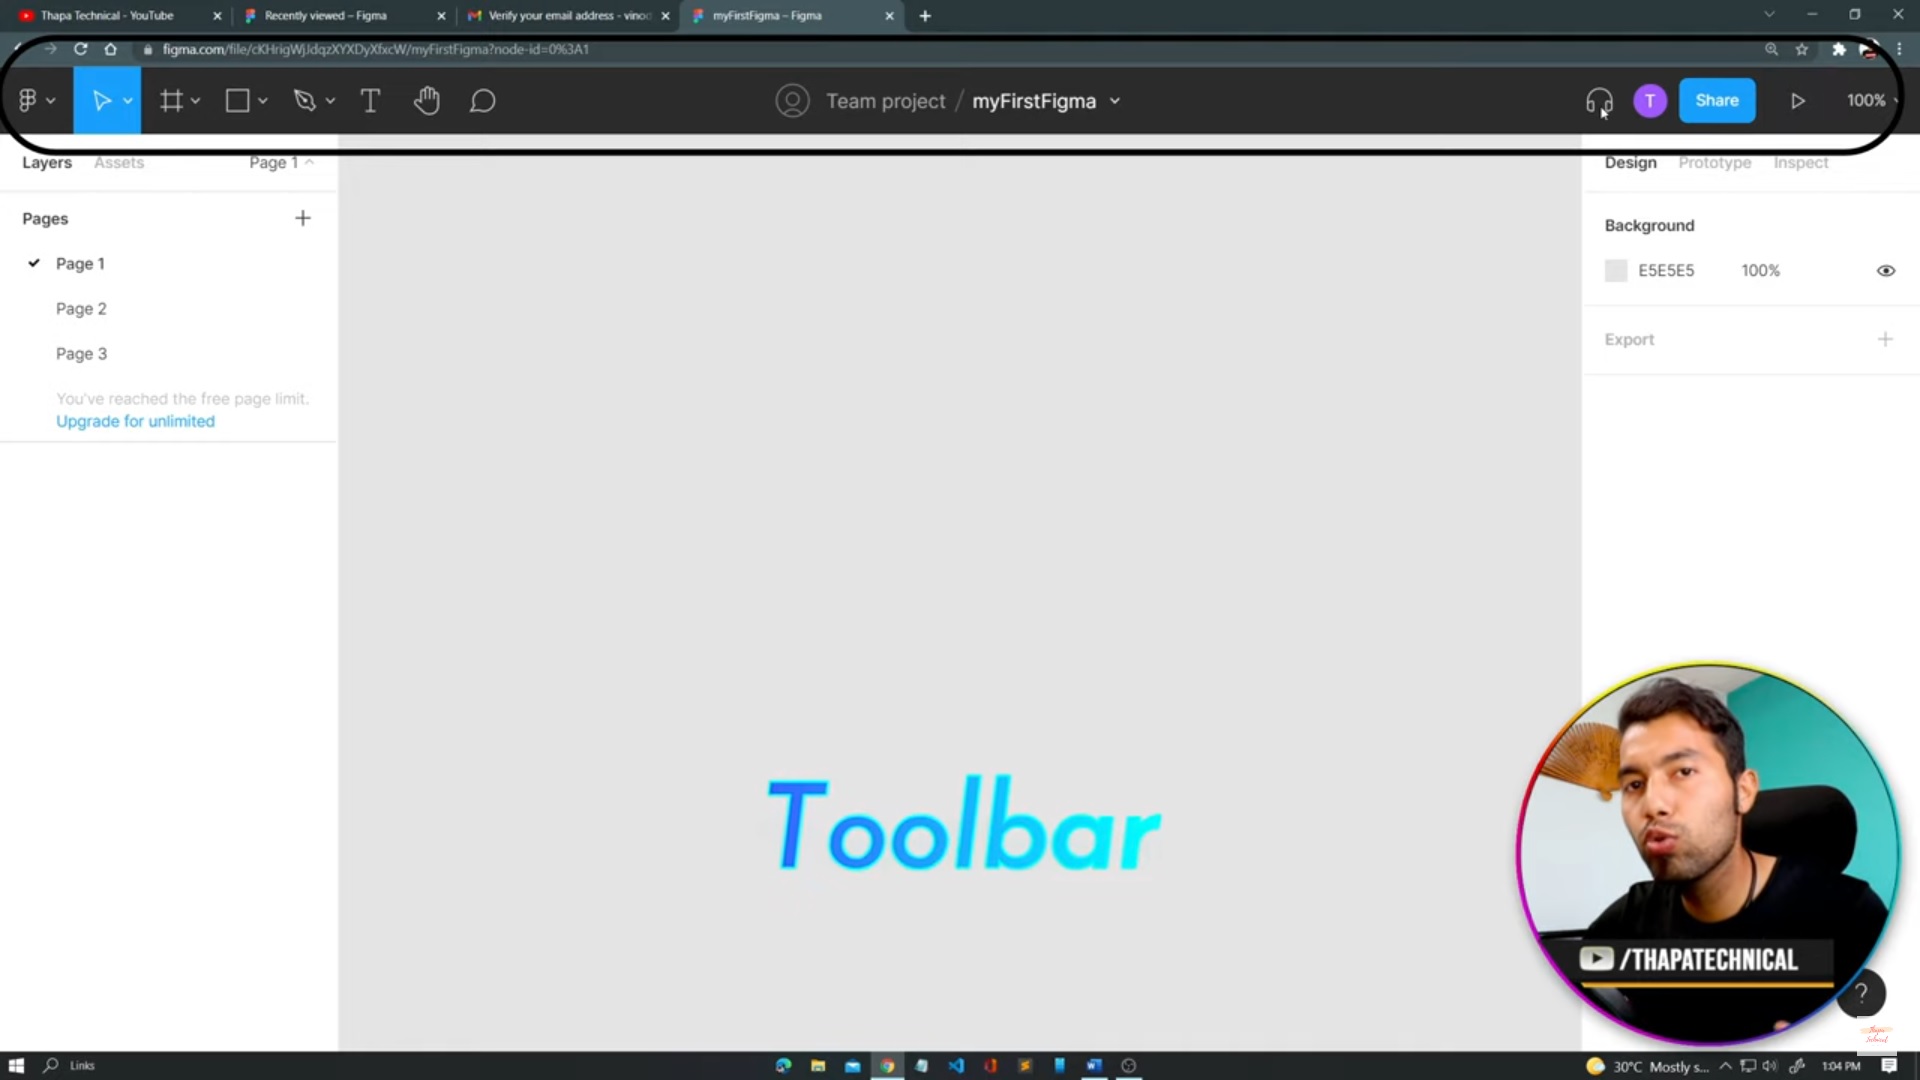 Thapa Technical - YouTube
Recently viewed – Figma
Verify your email address - vinod
myFirstFigma – Figma
figma.com/file/cKHrigWjJdqzXYXDyXfxcW/myFirstFigma?node-id=0%3A1
Team project / myFirstFigma
T
Share
100%
Layers
Assets
Page 1
Design
Prototype
Inspect
Pages
Background
Page 1
E5E5E5
100%
Page 2
Export
Page 3
You've reached the free page limit.
Upgrade for unlimited
Toolbar
/THAPATECHNICAL
?
Links
30°C Mostly s...
1:04 PM